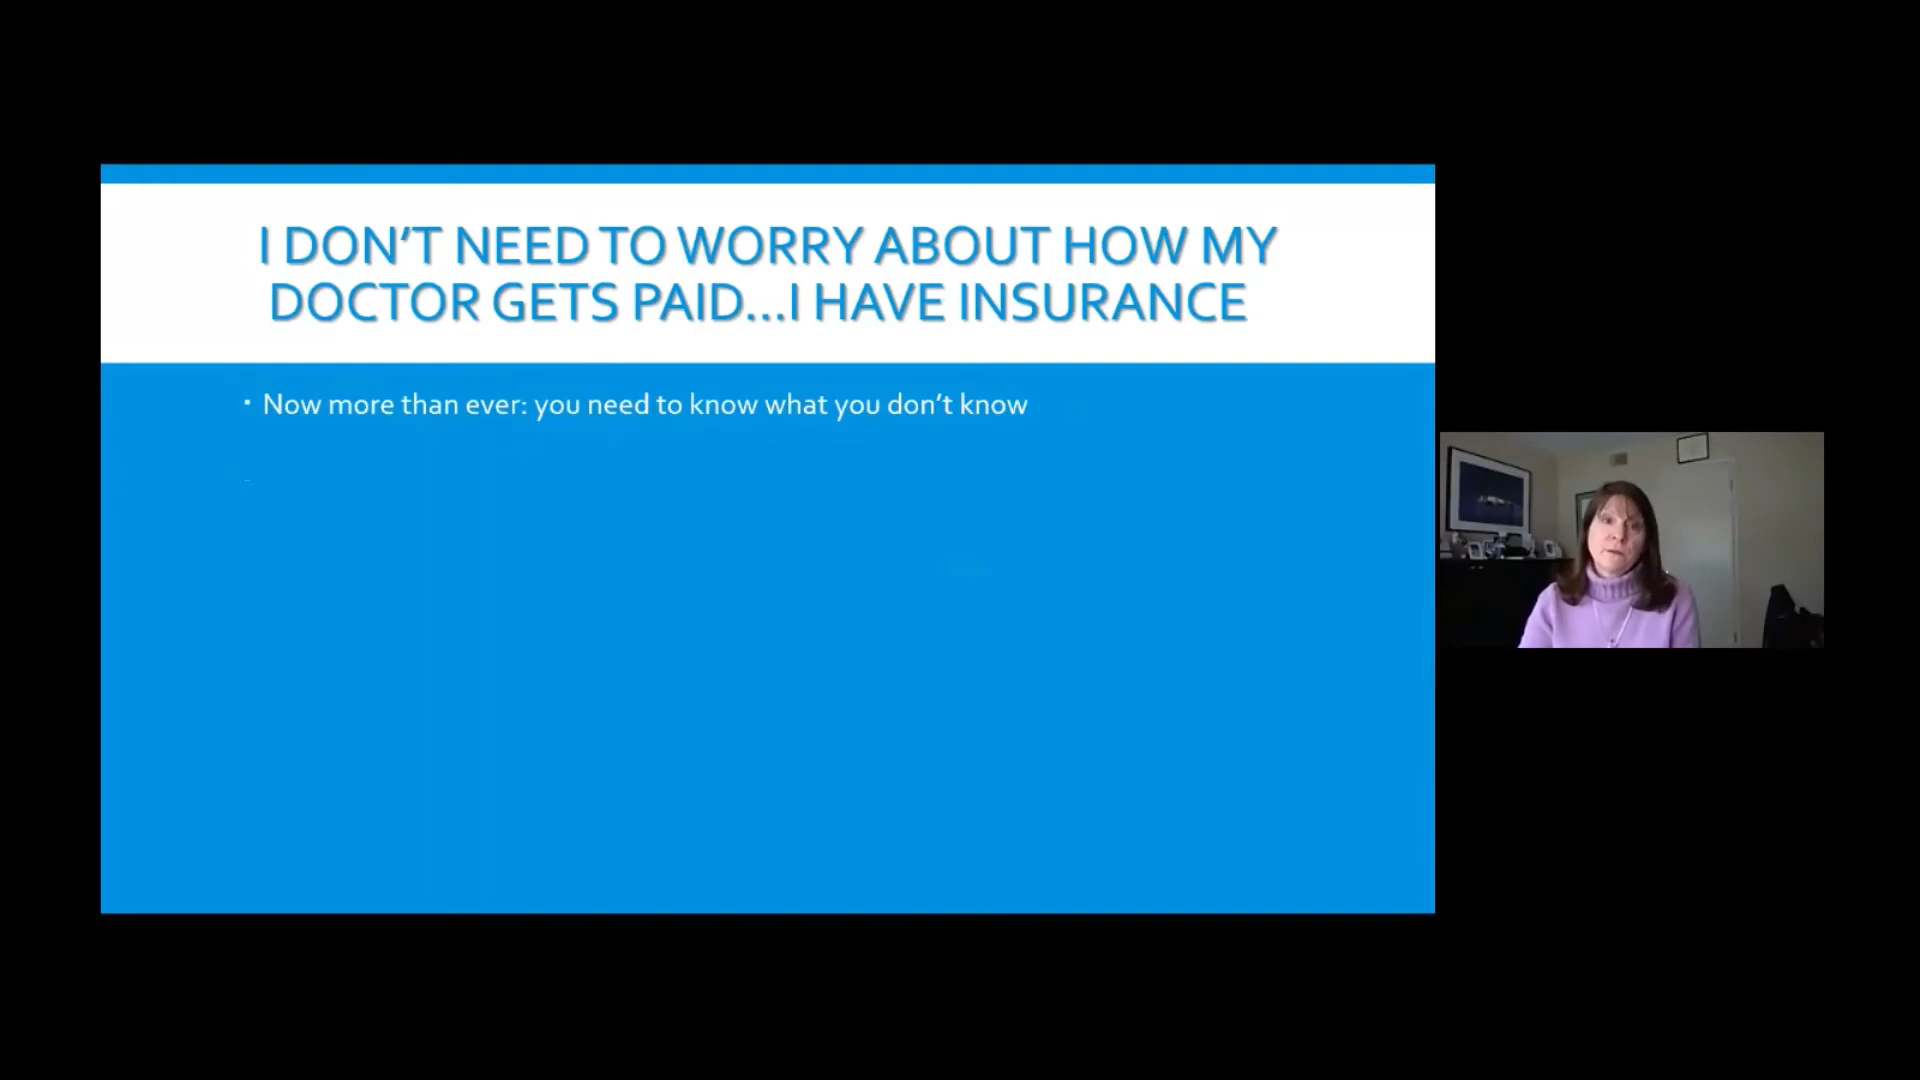 I DON’T NEED TO WORRY ABOUT HOW MY
DOCTOR GETS PAID...I HAVE INSURANCE
▪ Now more than ever: you need to know what you don’t know